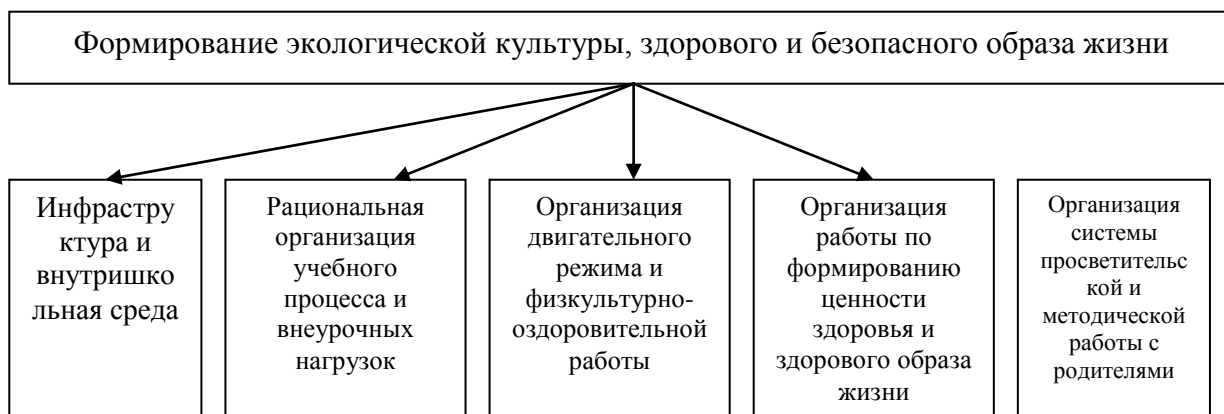 Формирование экологической культуры, здорового и безопасного образа жизни
Инфрастру
ктура и
внутришко
льная среда
Рациональная
организация
учебного
процесса и
внеурочных
нагрузок
Организация
двигательного
режима и
физкультурно-
оздоровительной
работы
Организация
работы по
формированию
ценности
здоровья и
здорового образа
жизни
Организация
системы
просветительс
кой и
методической
работы с
родителями